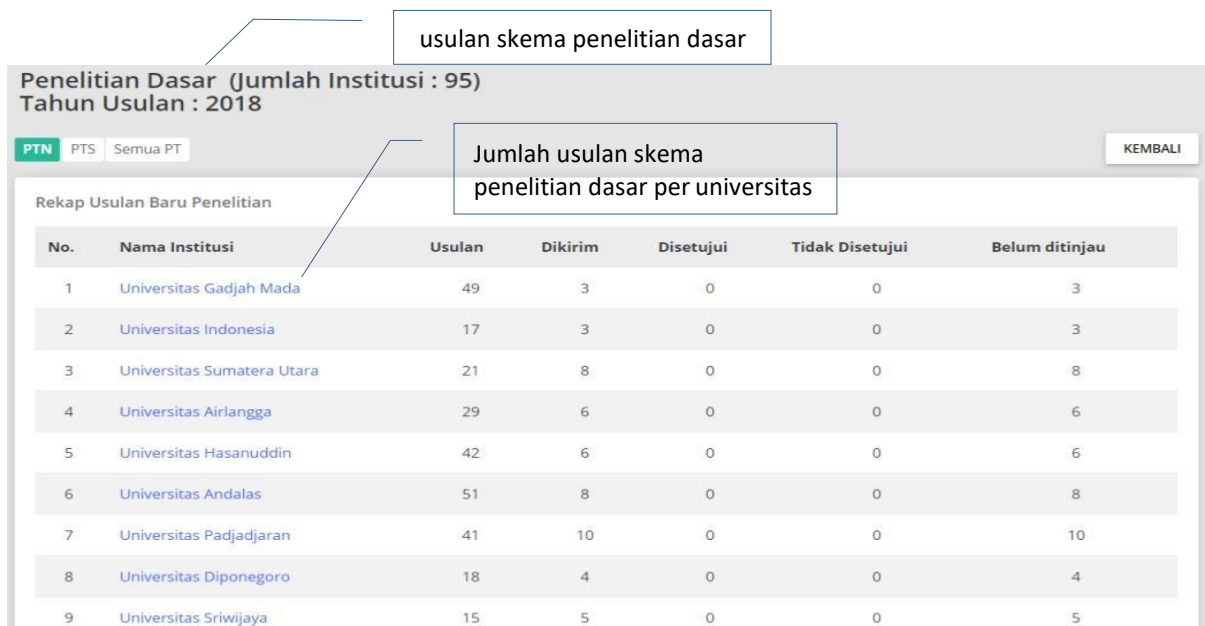 usulan skema penelitian dasar
Penelitian Dasar (Jumlah Institusi : 95)
Tahun Usulan : 2018
PTN PTS Semua PT
Jumlah usulan skema
penelitian dasar per universitas
KEMBALI
Rekap Usulan Baru Penelitian
No. Nama Institusi Usulan Dikirim Disetujui Tidak Disetujui Belum ditinjau
1 Universitas Gadjah Mada 49 3 0 0 3
2 Universitas Indonesia 17 3 0 0 3
3 Universitas Sumatera Utara 21 8 0 0 8
4 Universitas Airlangga 29 6 0 0 6
5 Universitas Hasanuddin 42 6 0 0 6
6 Universitas Andalas 51 8 0 0 8
7 Universitas Padjadjaran 41 10 0 0 10
8 Universitas Diponegoro 18 4 0 0 4
9 Universitas Sriwijaya 15 5 0 0 5